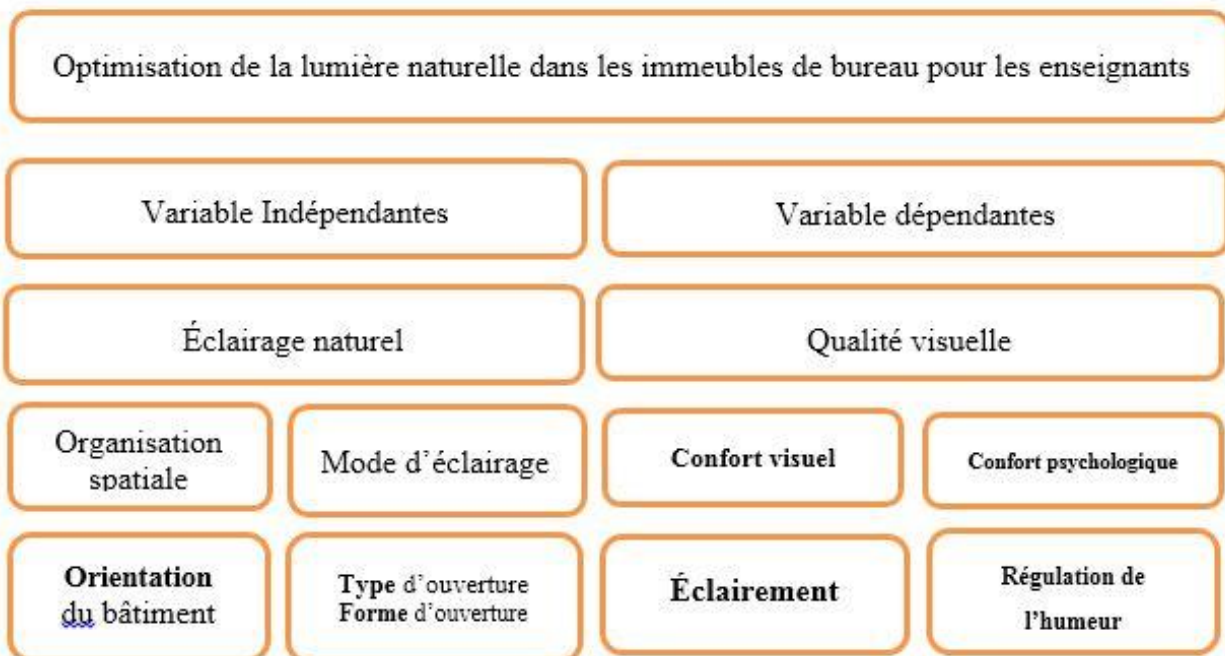 Optimisation de la lumière naturelle dans les immeubles de bureau pour les enseignants
Variable Indépendantes
Variable dépendantes
Éclairage naturel
Qualité visuelle
Organisation
spatiale
Mode d'éclairage
Confort visuel
Confort psychologique
Orientation
du bâtiment
Type d'ouverture
Forme d'ouverture
Éclairement
Régulation de
l'humeur